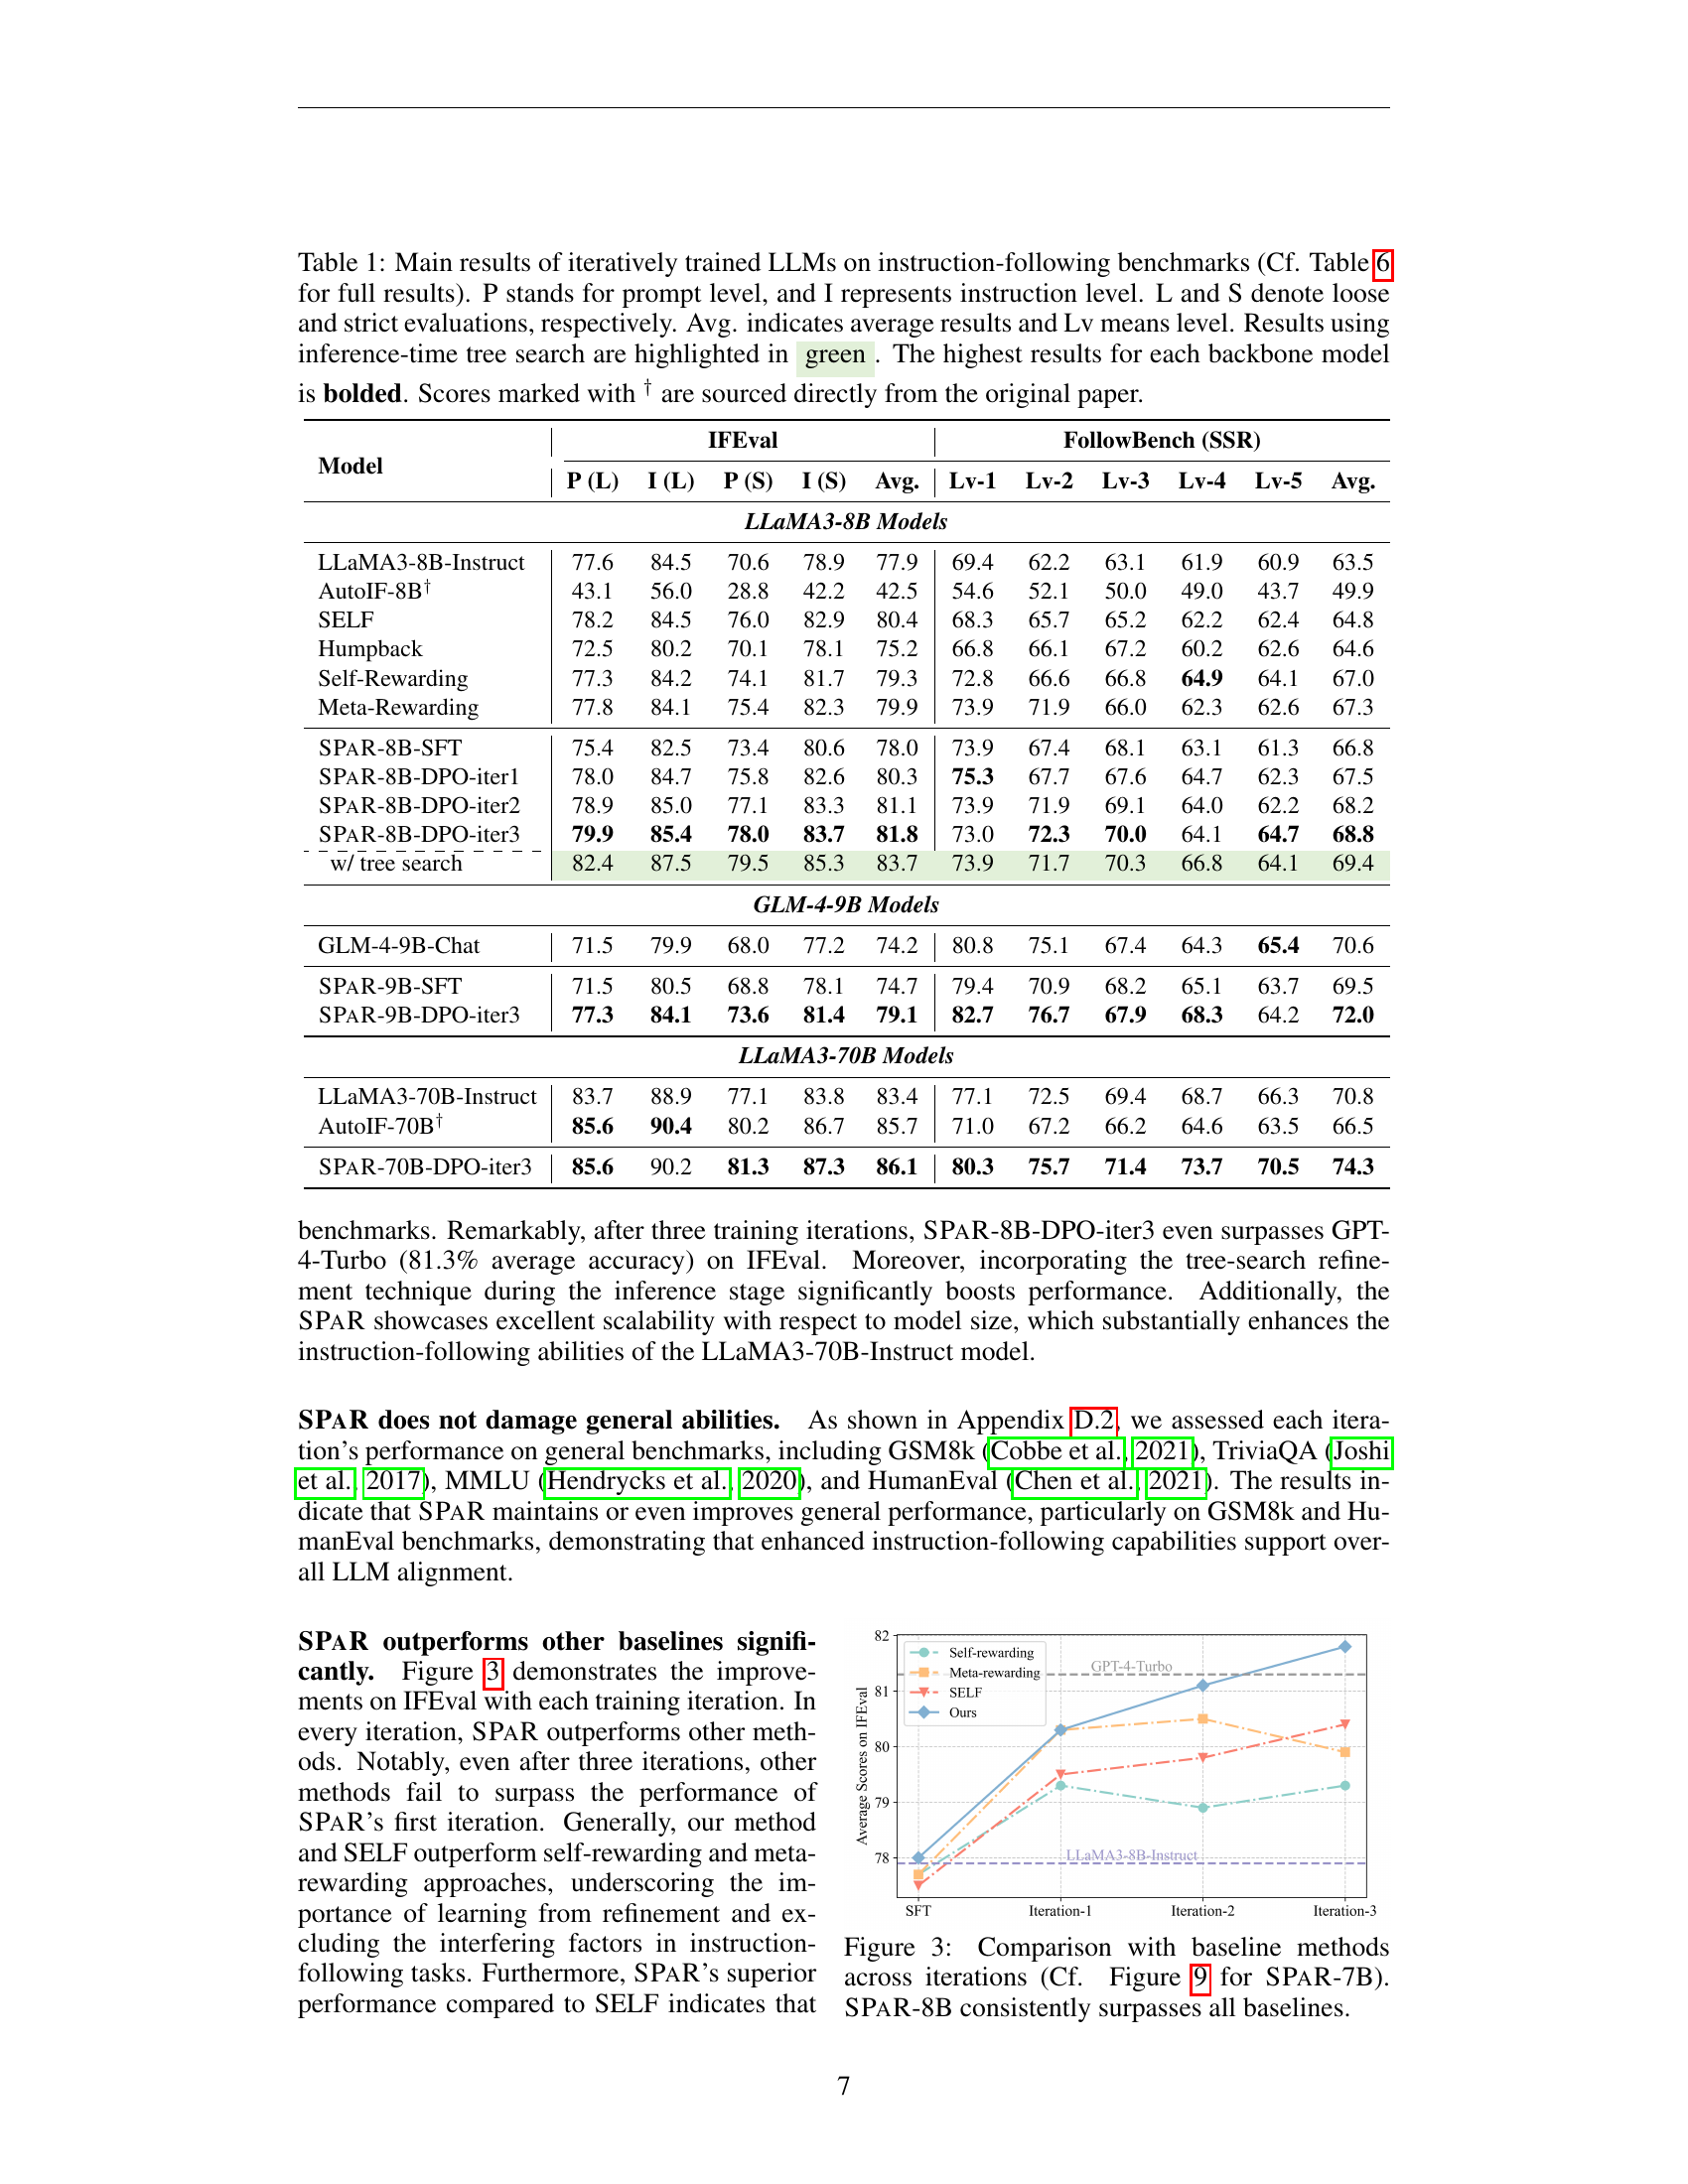 Table 1: Main results of iteratively trained LLMs on instruction-following benchmarks (Cf. Table 6
for full results). P stands for prompt level, and I represents instruction level. L and S denote loose
and strict evaluations, respectively. Avg. indicates average results and Lv means level. Results using
inference-time tree search are highlighted in green . The highest results for each backbone model
is bolded. Scores marked with † are sourced directly from the original paper.
Model IFEval FollowBench (SSR)
P (L) I (L) P (S) I (S) Avg. Lv-1 Lv-2 Lv-3 Lv-4 Lv-5 Avg.
LLaMA3-8B Models
LLaMA3-8B-Instruct 77.6 84.5 70.6 78.9 77.9 69.4 62.2 63.1 61.9 60.9 63.5
AutoIF-8B† 43.1 56.0 28.8 42.2 42.5 54.6 52.1 50.0 49.0 43.7 49.9
SELF 78.2 84.5 76.0 82.9 80.4 68.3 65.7 65.2 62.2 62.4 64.8
Humpback 72.5 80.2 70.1 78.1 75.2 66.8 66.1 67.2 60.2 62.6 64.6
Self-Rewarding 77.3 84.2 74.1 81.7 79.3 72.8 66.6 66.8 64.9 64.1 67.0
Meta-Rewarding 77.8 84.1 75.4 82.3 79.9 73.9 71.9 66.0 62.3 62.6 67.3
SPAR-8B-SFT 75.4 82.5 73.4 80.6 78.0 73.9 67.4 68.1 63.1 61.3 66.8
SPAR-8B-DPO-iter1 78.0 84.7 75.8 82.6 80.3 75.3 67.7 67.6 64.7 62.3 67.5
SPAR-8B-DPO-iter2 78.9 85.0 77.1 83.3 81.1 73.9 71.9 69.1 64.0 62.2 68.2
SPAR-8B-DPO-iter3 79.9 85.4 78.0 83.7 81.8 73.0 72.3 70.0 64.1 64.7 68.8
w/ tree search 82.4 87.5 79.5 85.3 83.7 73.9 71.7 70.3 66.8 64.1 69.4
GLM-4-9B Models
GLM-4-9B-Chat 71.5 79.9 68.0 77.2 74.2 80.8 75.1 67.4 64.3 65.4 70.6
SPAR-9B-SFT 71.5 80.5 68.8 78.1 74.7 79.4 70.9 68.2 65.1 63.7 69.5
SPAR-9B-DPO-iter3 77.3 84.1 73.6 81.4 79.1 82.7 76.7 67.9 68.3 64.2 72.0
LLaMA3-70B Models
LLaMA3-70B-Instruct 83.7 88.9 77.1 83.8 83.4 77.1 72.5 69.4 68.7 66.3 70.8
AutoIF-70B† 85.6 90.4 80.2 86.7 85.7 71.0 67.2 66.2 64.6 63.5 66.5
SPAR-70B-DPO-iter3 85.6 90.2 81.3 87.3 86.1 80.3 75.7 71.4 73.7 70.5 74.3
benchmarks. Remarkably, after three training iterations, SPAR-8B-DPO-iter3 even surpasses GPT-
4-Turbo (81.3% average accuracy) on IFEval. Moreover, incorporating the tree-search refine-
ment technique during the inference stage significantly boosts performance. Additionally, the
SPAR showcases excellent scalability with respect to model size, which substantially enhances the
instruction-following abilities of the LLaMA3-70B-Instruct model.
SPAR does not damage general abilities. As shown in Appendix D.2, we assessed each itera-
tion's performance on general benchmarks, including GSM8k (Cobbe et al., 2021), TriviaQA (Joshi
et al., 2017), MMLU (Hendrycks et al., 2020), and HumanEval (Chen et al., 2021). The results in-
dicate that SPAR maintains or even improves general performance, particularly on GSM8k and Hu-
manEval benchmarks, demonstrating that enhanced instruction-following capabilities support over-
all LLM alignment.
SPAR outperforms other baselines signifi-
cantly. Figure 3 demonstrates the improve-
ments on IFEval with each training iteration. In
every iteration, SPAR outperforms other meth-
ods. Notably, even after three iterations, other
methods fail to surpass the performance of
SPAR's first iteration. Generally, our method
and SELF outperform self-rewarding and meta-
rewarding approaches, underscoring the im-
portance of learning from refinement and ex-
cluding the interfering factors in instruction-
following tasks. Furthermore, SPAR's superior
performance compared to SELF indicates that
Average Scores on IFEval
82
81
80
79
78
Self-rewarding
Meta-rewarding
SELF
Ours
GPT-4-Turbo
LLaMA3-8B-Instruct
SFT Iteration-1 Iteration-2 Iteration-3
Figure 3: Comparison with baseline methods
across iterations (Cf. Figure 9 for SPAR-7B).
SPAR-8B consistently surpasses all baselines.
7